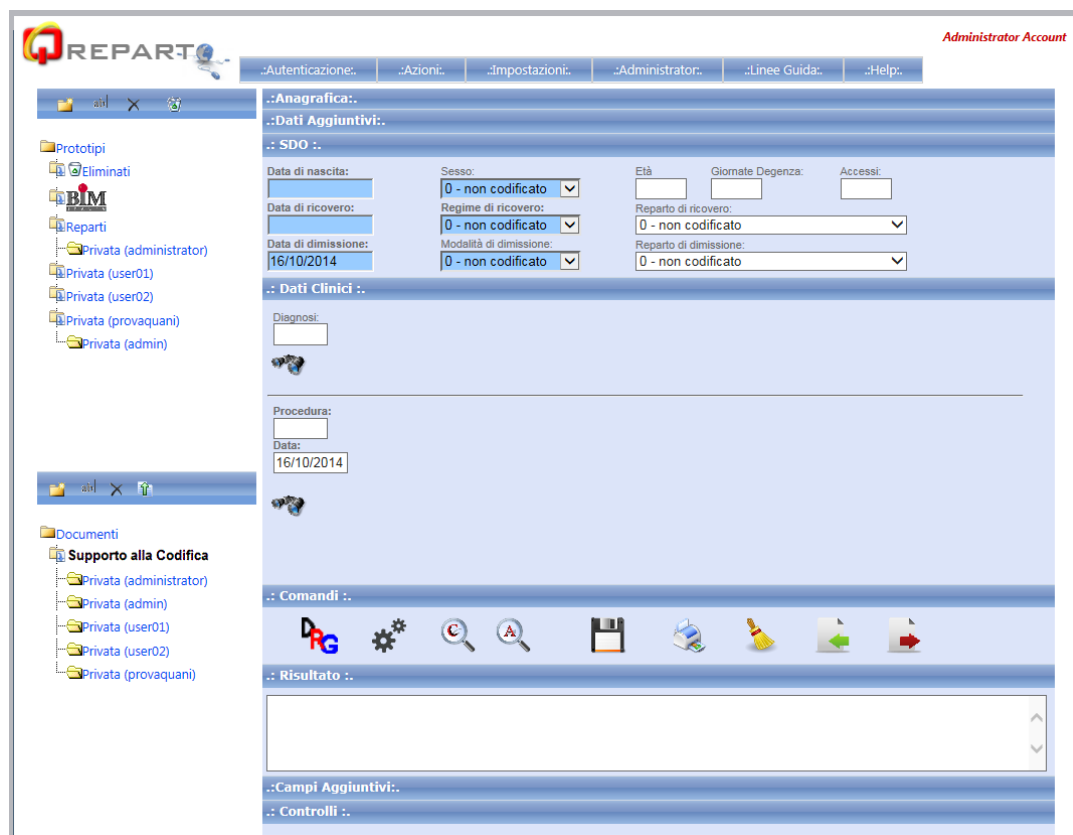 QREPARTO
Administrator Account
.:Autenticazione:. .:Azioni:. .:Impostazioni:. .:Administrator:. .:Linee Guida:. .:Help:.
Prototipi
Eliminati
BIM
ITALIA
Reparti
Privata (administrator)
Privata (user01)
Privata (user02)
Privata (provaquani)
Privata (admin)
Documenti
Supporto alla Codifica
Privata (administrator)
Privata (admin)
Privata (user01)
Privata (user02)
Privata (provaquani)
.:Anagrafica:.
.:Dati Aggiuntivi:.
.: SDO :.
Data di nascita: Sesso: Età Giornate Degenza: Accessi:
0 - non codificato
Data di ricovero: Regime di ricovero: Reparto di ricovero:
0 - non codificato 0 - non codificato
Data di dimissione: Modalità di dimissione: Reparto di dimissione:
16/10/2014 0 - non codificato 0 - non codificato
.: Dati Clinici :.
Diagnosi:
Procedura:
Data:
16/10/2014
.: Comandi :.
DRG C A
.: Risultato :.
.:Campi Aggiuntivi:.
.: Controlli :.